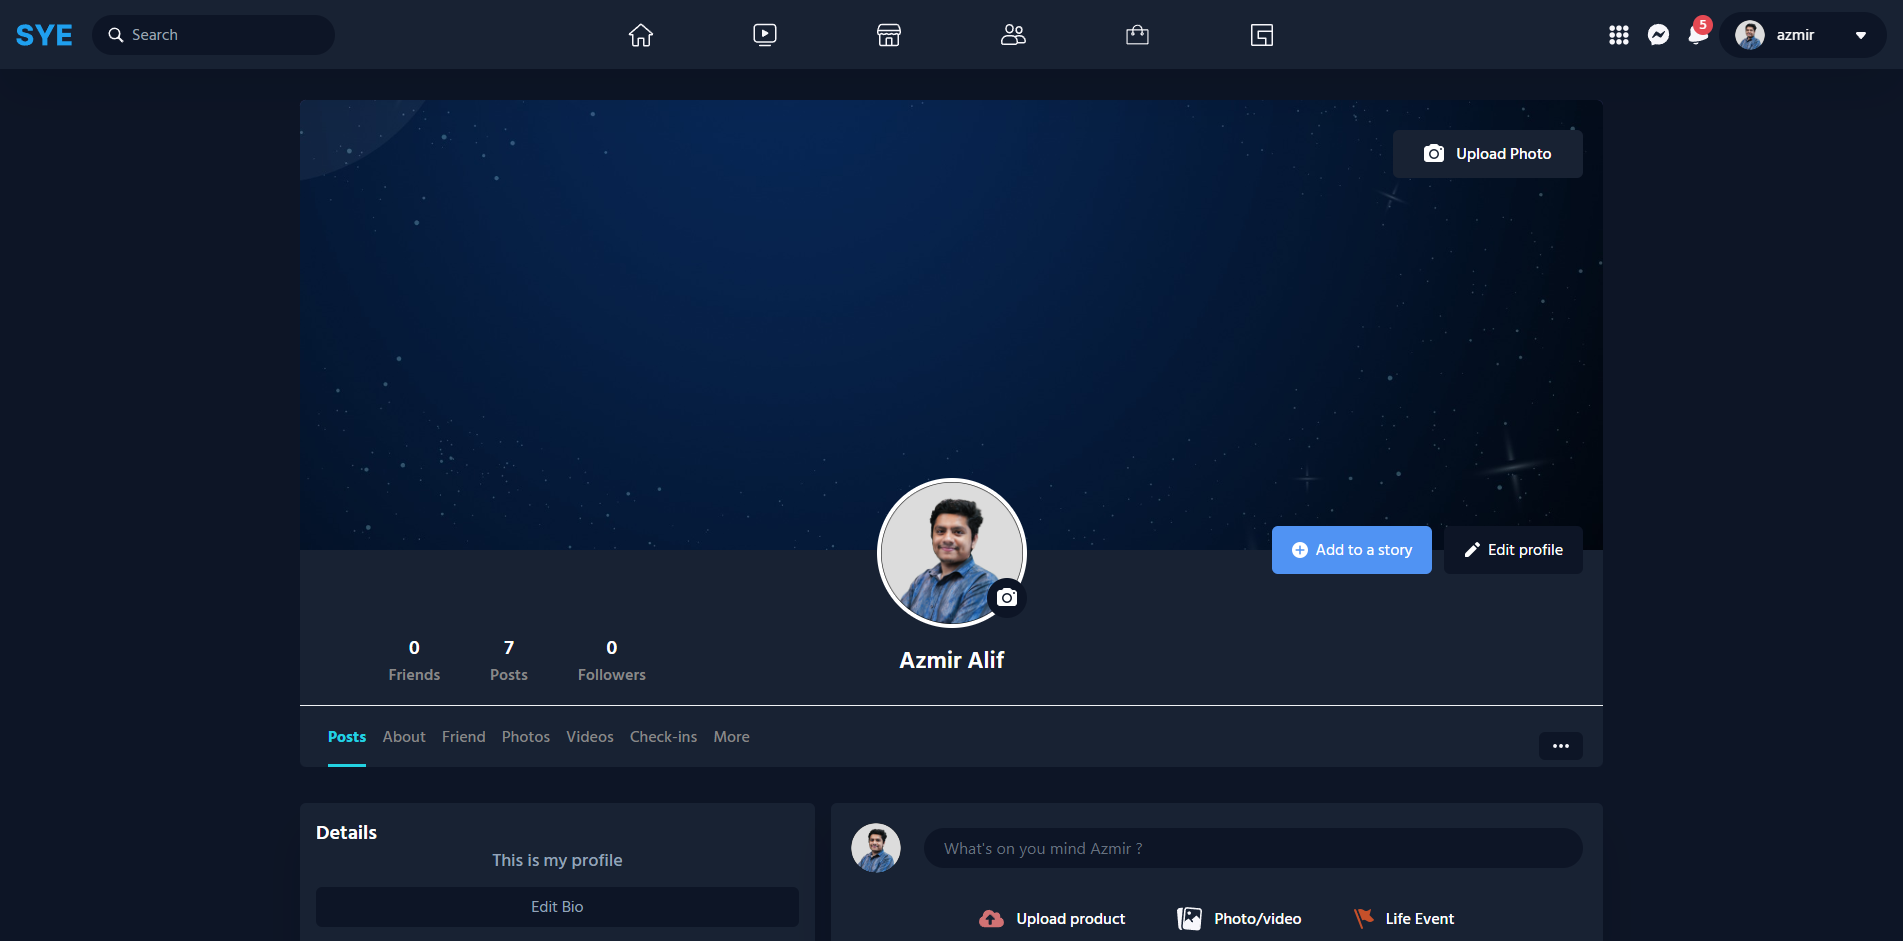 SYE
Search
5
azmir
Upload Photo
Add to a story
Edit profile
0
Friends
7
Posts
0
Followers
Azmir Alif
Posts About Friend Photos Videos Check-ins More
Details
This is my profile
Edit Bio
What's on you mind Azmir ?
Upload product
Photo/video
Life Event